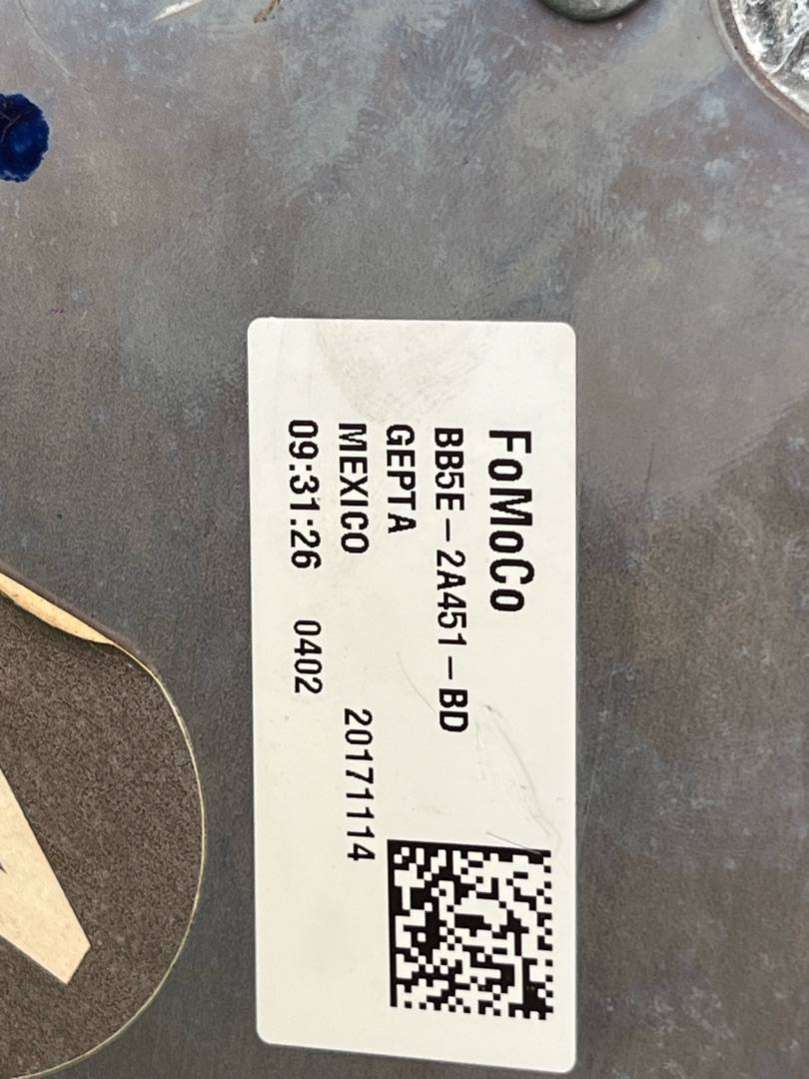 FoMoCo
BB5E-2A451-BD
GEPTA
MEXICO 20171114
09:31:26 0402